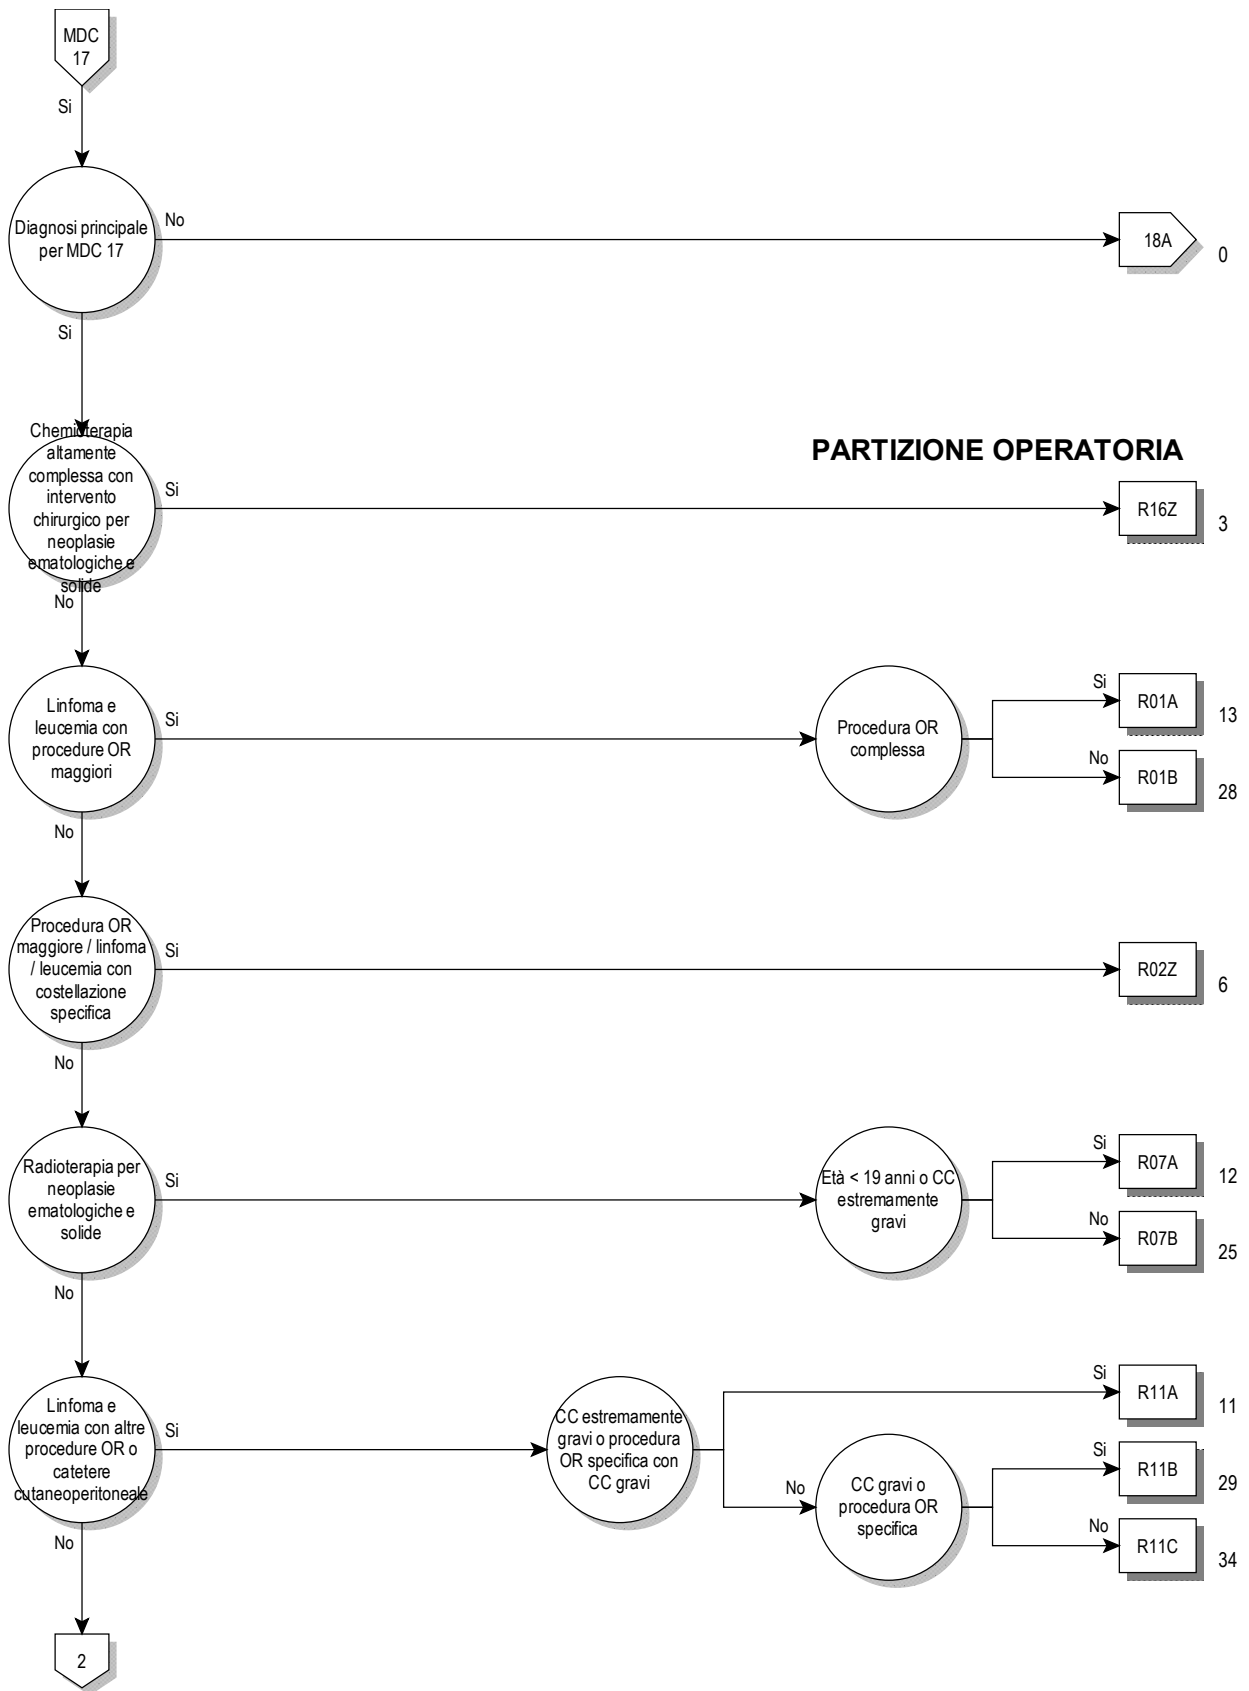 MDC
17
Si
Diagnosi principale
per MDC 17
No
18A
0
Si
PARTIZIONE OPERATORIA
Chemioterapia
altamente
complessa con
intervento
chirurgico per
neoplasie
ematologiche e
solide
Si
R16Z
3
No
Linfoma e
leucemia con
procedure OR
maggiori
Si
Procedura OR
complessa
Si
R01A
13
No
R01B
28
No
Procedura OR
maggiore / linfoma
/ leucemia con
costellazione
specifica
Si
R02Z
6
No
Radioterapia per
neoplasie
ematologiche e
solide
Si
Età < 19 anni o CC
estremamente
gravi
Si
R07A
12
No
R07B
25
No
Linfoma e
leucemia con altre
procedure OR o
catetere
cutaneoperitoneale
Si
CC estremamente
gravi o procedura
OR specifica con
CC gravi
Si
R11A
11
No
CC gravi o
procedura OR
specifica
Si
R11B
29
No
R11C
34
No
2